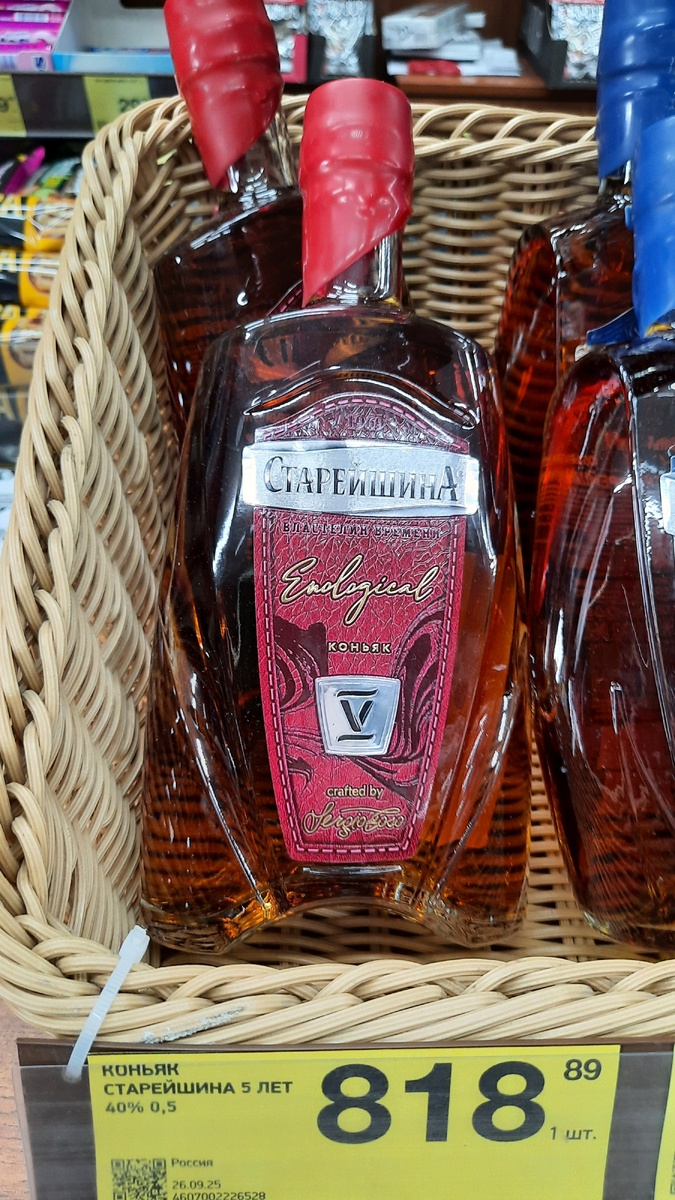 СТАРЕЙШИНА
ВЛАСТЕЛИН ВРЕМЕНИ
Enological
КОНЬЯК
V
crafted by
КОНЬЯК
СТАРЕЙШИНА 5 ЛЕТ
40% 0,5
818 89
1 шт.
Россия
26.09.25
4607002226528